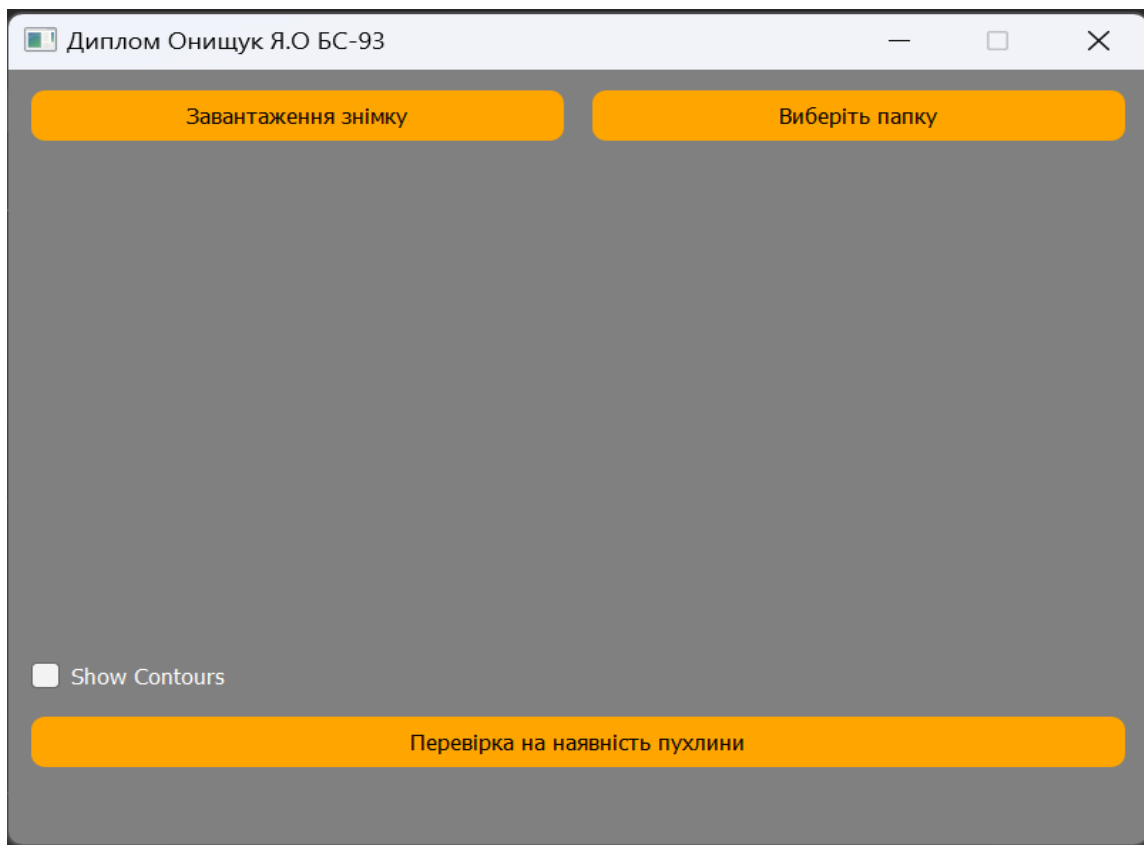 Диплом Онищук Я.О БС-93
Завантаження знімку
Виберіть папку
Show Contours
Перевірка на наявність пухлини